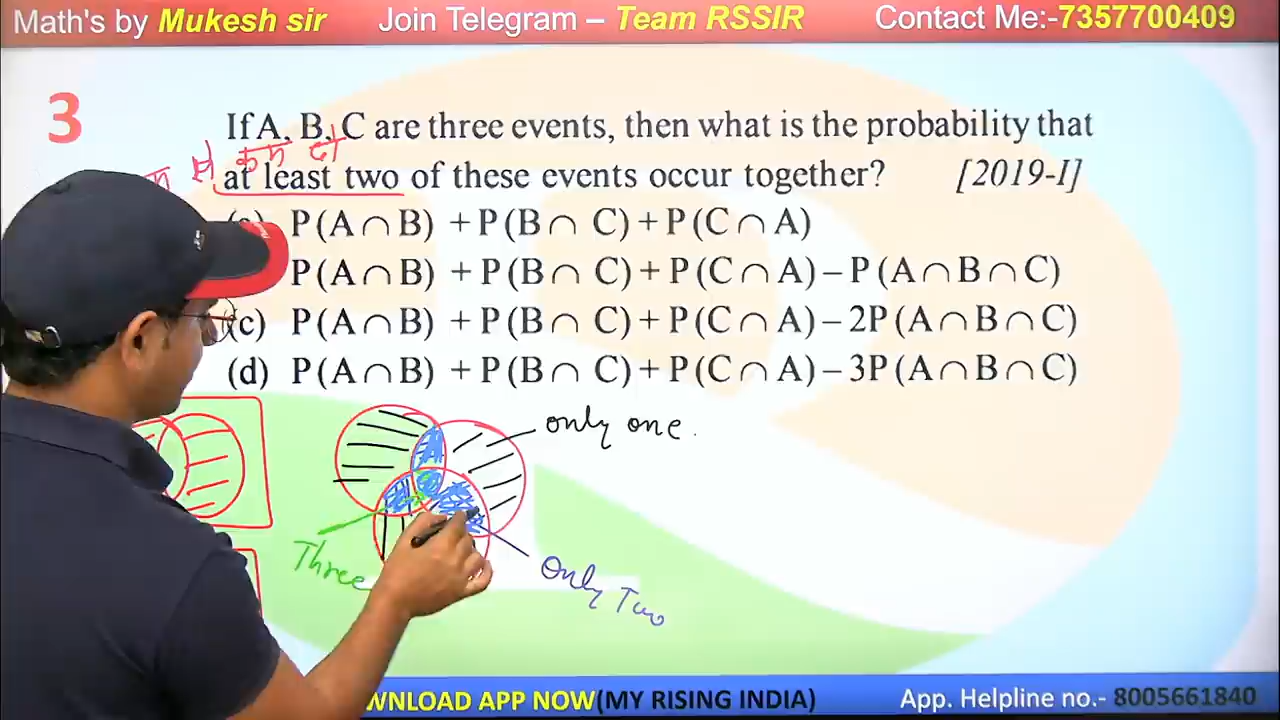 Math's by Mukesh sir Join Telegram – Team RSSIR Contact Me:-7357700409
3
If A, B, C are three events, then what is the probability that
कम दो
से
at least two of these events occur together? [2019-I]
P(A∩B) +P(B∩ C)+P(C∩A)
P(A∩B) +P(B∩ C)+P(C∩A)–P(A∩B∩C)
(c) P(A∩B) +P(B∩ C)+P(C∩A)–2P(A∩B∩C)
(d) P(A∩B) +P(B∩ C)+P(C∩A)–3P(A∩B∩C)
only one.
Three
Only Two
WNLOAD APP NOW(MY RISING INDIA) App. Helpline no.- 8005661840